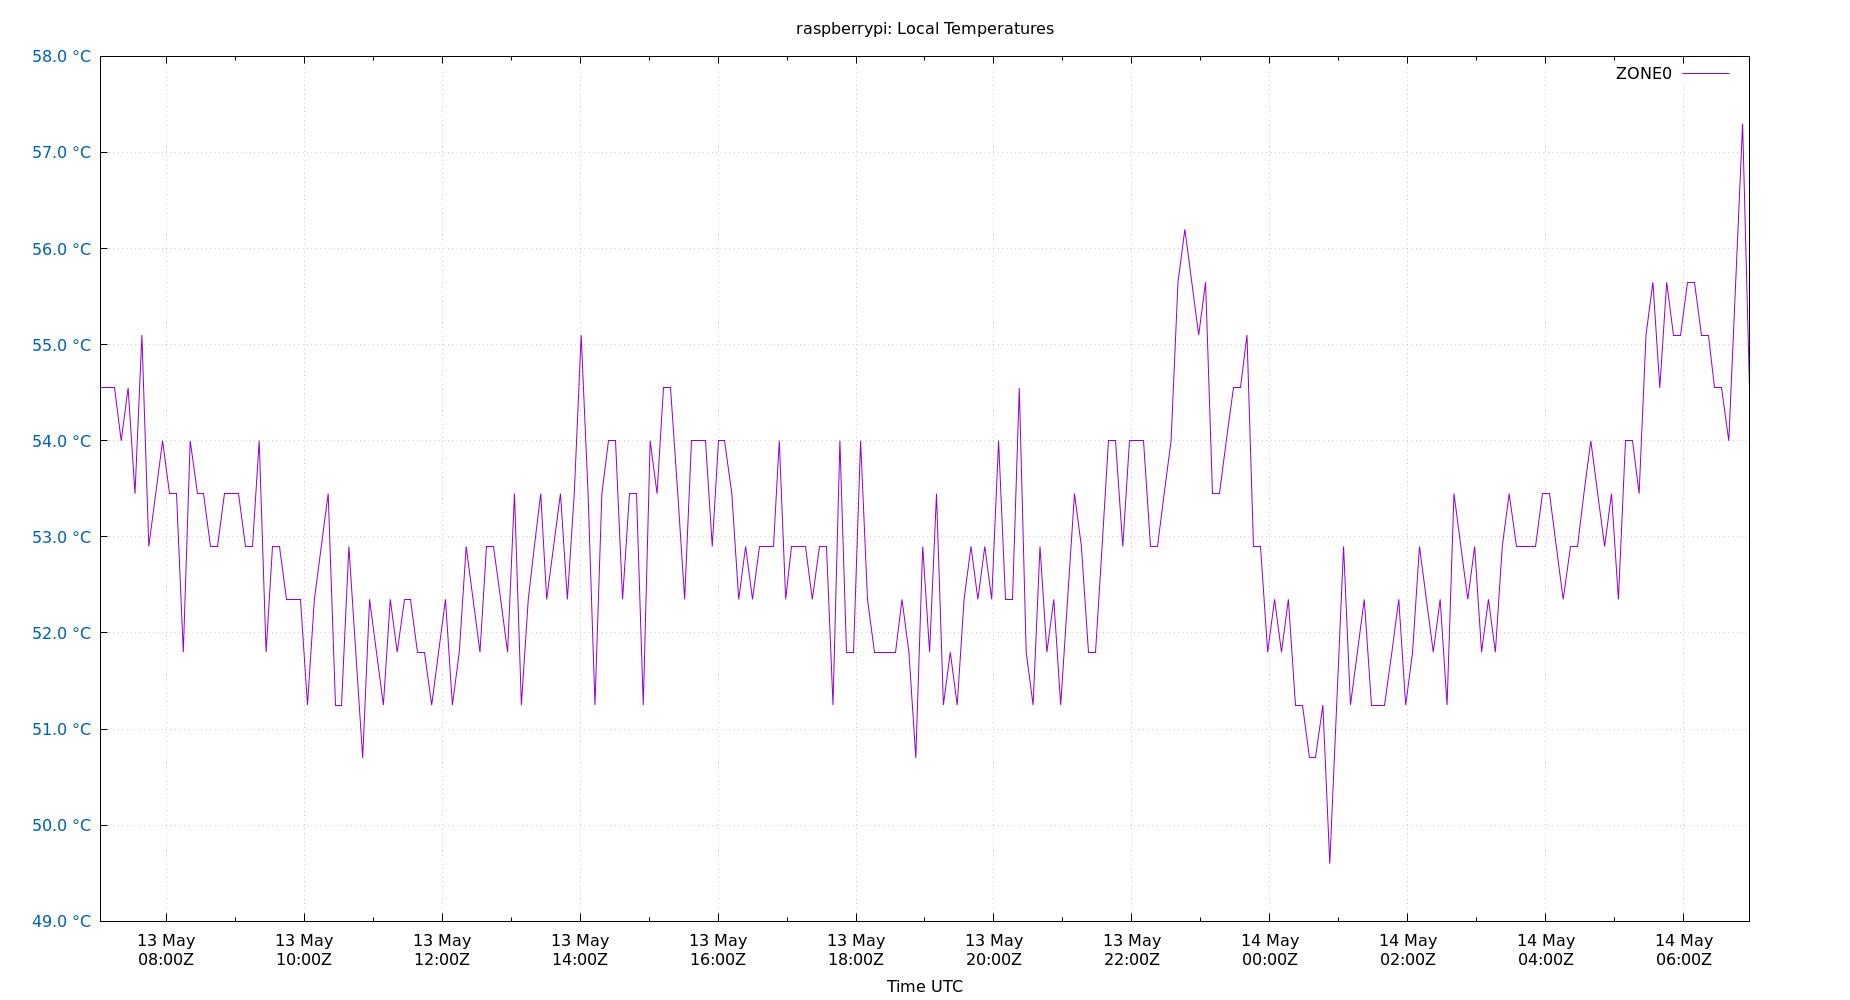 raspberrypi: Local Temperatures
58.0 °C
ZONE0
57.0 °C
56.0 °C
55.0 °C
54.0 °C
53.0 °C
52.0 °C
51.0 °C
50.0 °C
49.0 °C
13 May 13 May 13 May 13 May 13 May 13 May 13 May 13 May 14 May 14 May 14 May 14 May
08:00Z 10:00Z 12:00Z 14:00Z 16:00Z 18:00Z 20:00Z 22:00Z 00:00Z 02:00Z 04:00Z 06:00Z
Time UTC